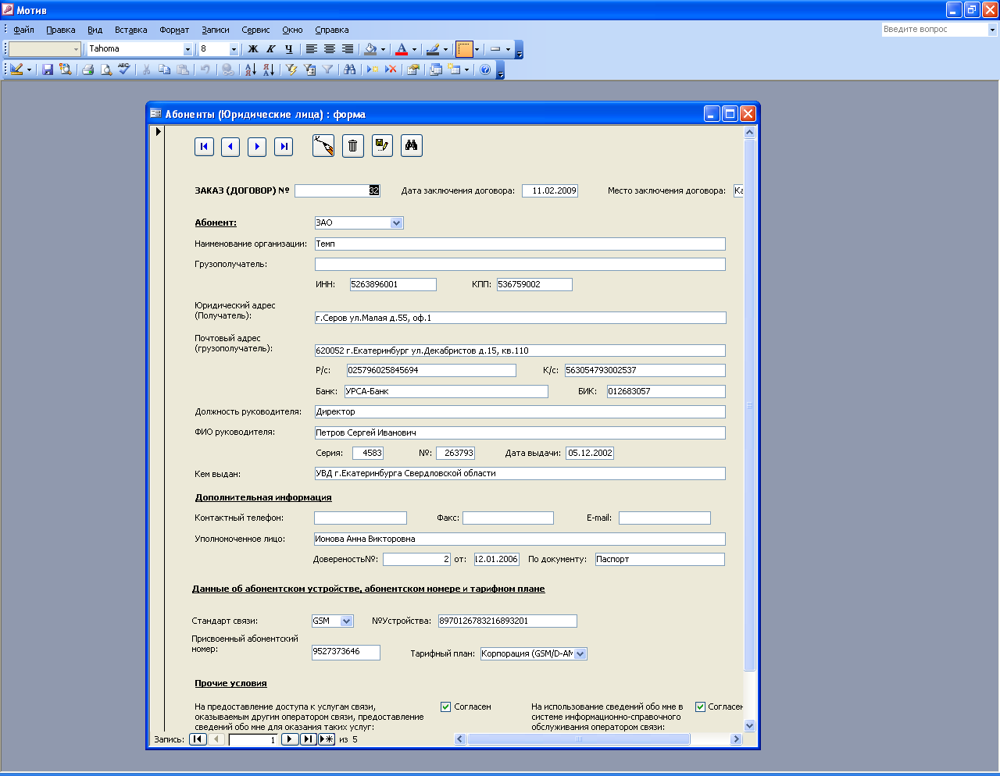 Мотив
Файл Правка Вид Вставка Формат Записи Сервис Окно Справка Введите вопрос
Tahoma 8 Ж К Ч
Абоненты (Юридические лица) : форма
ЗАКАЗ (ДОГОВОР) № 32 Дата заключения договора: 11.02.2009 Место заключения договора: Ка
Абонент: ЗАО
Наименование организации: Темп
Грузополучатель:
ИНН: 5263896001 КПП: 536759002
Юридический адрес
(Получатель): г.Серов ул.Малая д.55, оф.1
Почтовый адрес
(грузополучатель): 620052 г.Екатеринбург ул.Декабристов д.15, кв.110
Р/с: 025796025845694 К/с: 563054793002537
Банк: УРСА-Банк БИК: 012683057
Должность руководителя: Директор
ФИО руководителя: Петров Сергей Иванович
Серия: 4583 №: 263793 Дата выдачи: 05.12.2002
Кем выдан: УВД г.Екатеринбурга Свердловской области
Дополнительная информация
Контактный телефон: Факс: E-mail:
Уполномоченное лицо: Ионова Анна Викторовна
Довереность№: 2 от: 12.01.2006 По документу: Паспорт
Данные об абонентском устройстве, абонентском номере и тарифном плане
Стандарт связи: GSM №Устройства: 8970126783216893201
Присвоенный абонентский
номер: 9527373646 Тарифный план: Корпорация (GSM/D-AM
Прочие условия
На предоставление доступа к услугам связи, Согласен На использование сведений обо мне в Согласен
оказываемым другим оператором связи, предоставление системе информационно-справочного
сведений обо мне для оказания таких услуг: обслуживания оператором связи:
Запись: 1 из 5